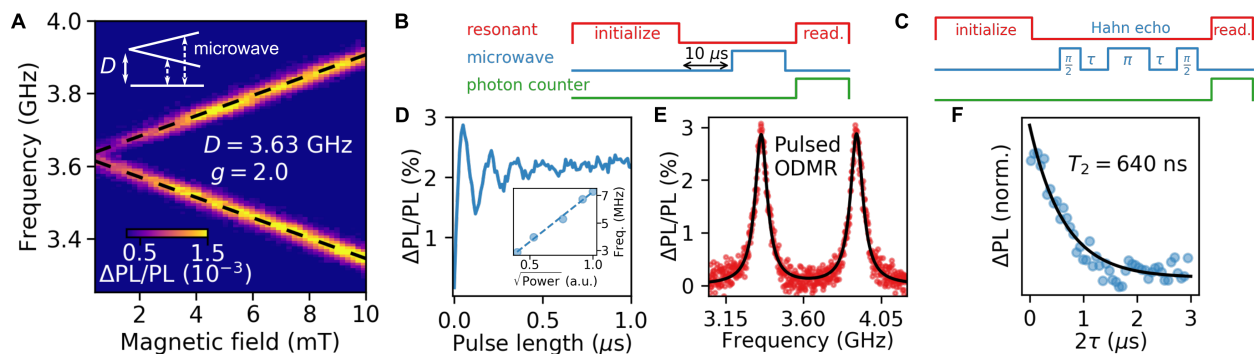 A
4.0
3.8
3.6
3.4
Frequency (GHz)
microwave
D
D = 3.63 GHz
g = 2.0
0.5 1.5
ΔPL/PL (10⁻³)
2 4 6 8 10
Magnetic field (mT)
B
resonant
initialize
read.
microwave
10 μs
photon counter
C
initialize
Hahn echo
read.
π/2 τ π τ π/2
D
3
2
1
ΔPL/PL (%)
0.0 0.5 1.0
Pulse length (μs)
7
5
3
Freq. (MHz)
0.5 1.0
√Power (a.u.)
E
3
2
1
0
ΔPL/PL (%)
Pulsed
ODMR
3.15 3.60 4.05
Frequency (GHz)
F
ΔPL (norm.)
T₂ = 640 ns
0 1 2 3
2τ (μs)